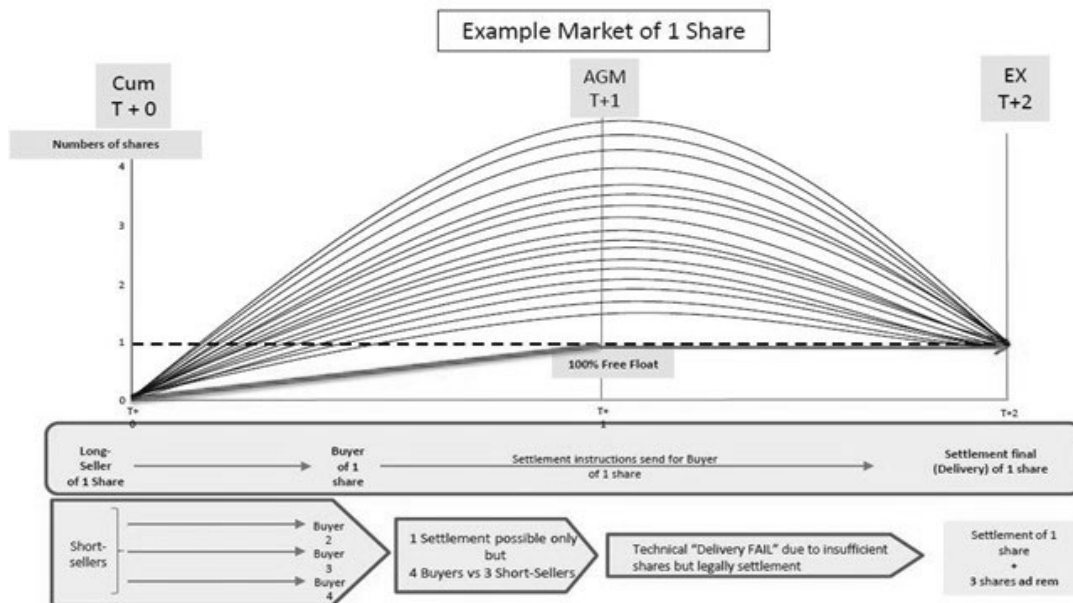 Example Market of 1 Share
Cum
T + 0
AGM
T+1
EX
T+2
Numbers of shares
4
3
2
1
0
100% Free Float
T+
0
T+
1
T+2
Long-
Seller
of 1 Share
Buyer
of 1
share
Settlement instructions send for Buyer
of 1 share
Settlement final
(Delivery) of 1 share
Short-
sellers
Buyer
2
Buyer
3
Buyer
4
1 Settlement possible only
but
4 Buyers vs 3 Short-Sellers
Technical "Delivery FAIL" due to insufficient
shares but legally settlement
Settlement of 1
share
+
3 shares ad rem